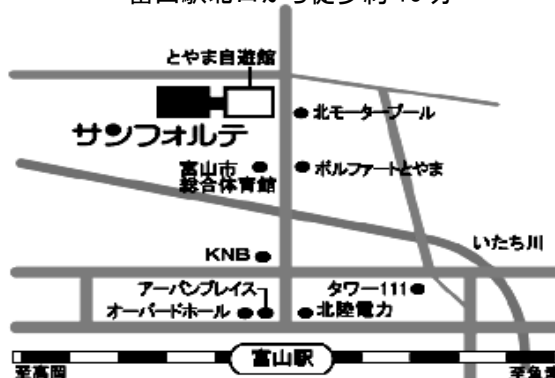 とやま自遊館
北モータープール
サンフォルテ
富山市
総合体育館
ボルファートとやま
いたち川
KNB
アーバンプレイス
タワー111
オーバードホール
北陸電力
富山駅
至高岡